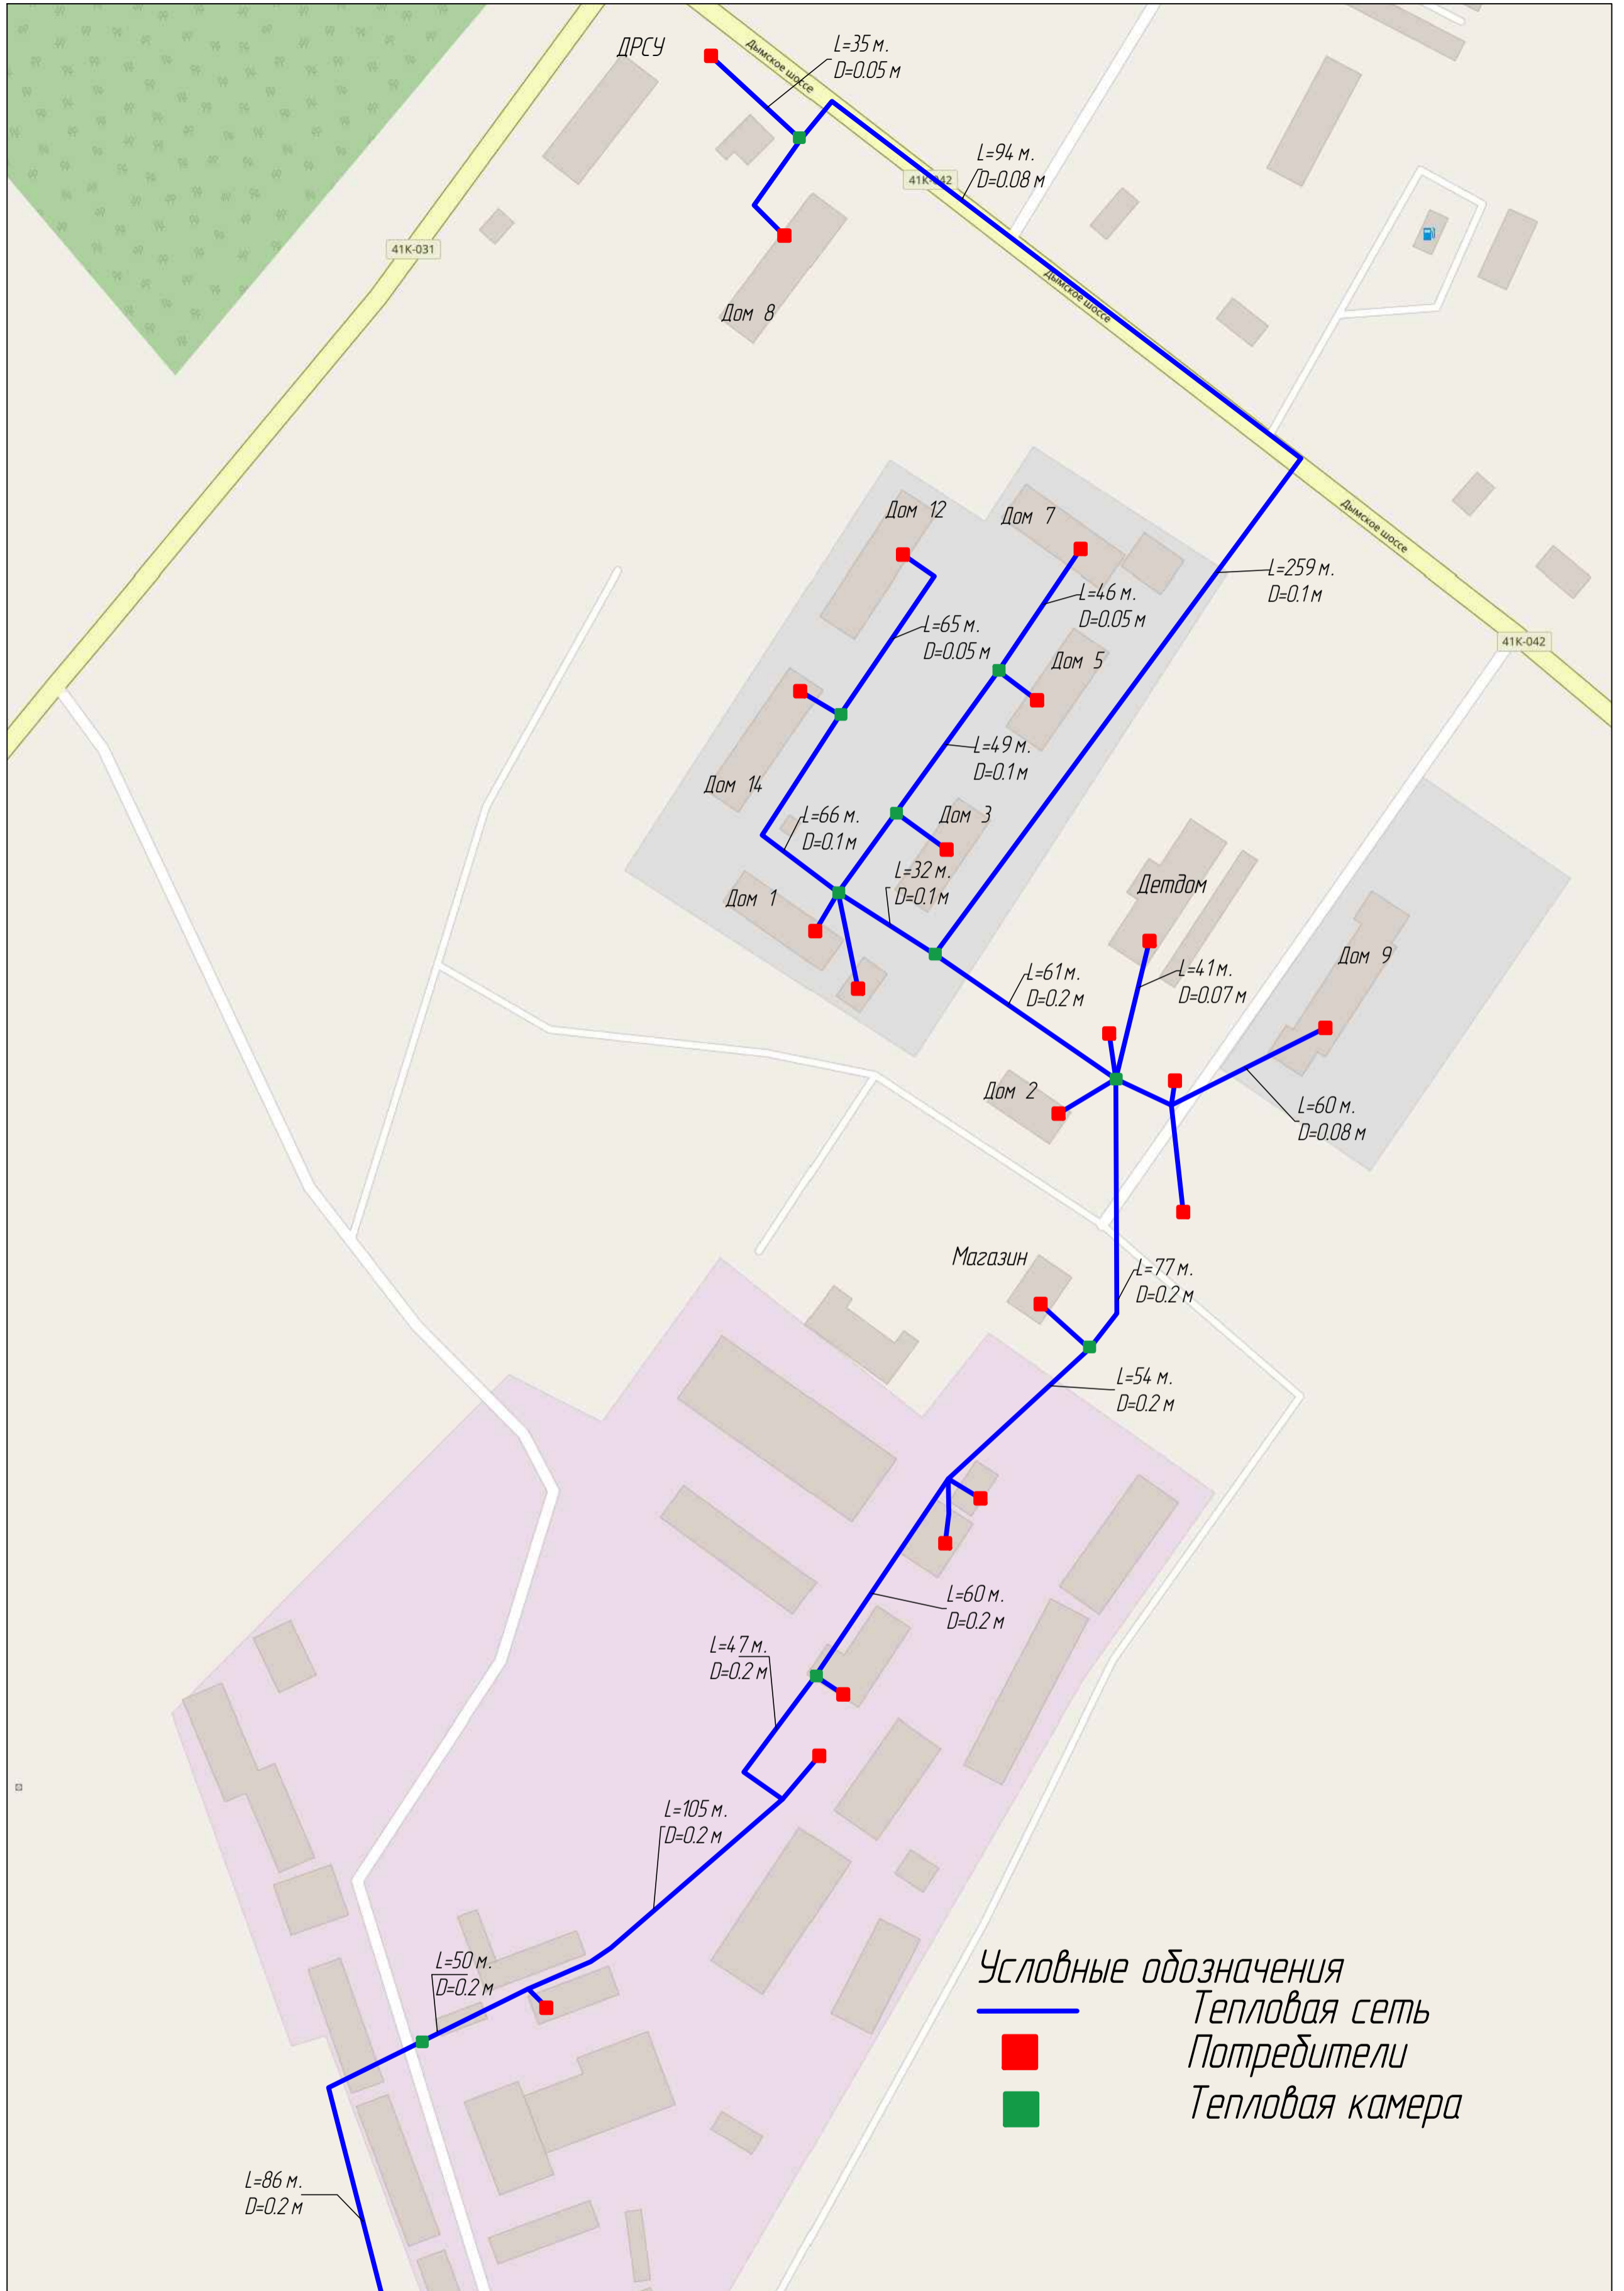 ДРСУ
Дымское шоссе
L=35 м.
D=0.05 м
L=94 м.
D=0.08 м
41К-042
41К-031
Дымское шоссе
Дом 8
Дом 12
Дом 7
Дымское шоссе
L=259 м.
D=0.1 м
L=46 м.
D=0.05 м
L=65 м.
D=0.05 м
41К-042
Дом 5
L=49 м.
D=0.1 м
Дом 14
L=66 м.
D=0.1 м
Дом 3
L=32 м.
D=0.1 м
Дом 1
Детдом
Дом 9
L=61 м.
D=0.2 м
L=41 м.
D=0.07 м
Дом 2
L=60 м.
D=0.08 м
Магазин
L=77 м.
D=0.2 м
L=54 м.
D=0.2 м
L=60 м.
D=0.2 м
L=47 м.
D=0.2 м
L=105 м.
D=0.2 м
L=50 м.
D=0.2 м
Условные обозначения
Тепловая сеть
Потребители
Тепловая камера
L=86 м.
D=0.2 м